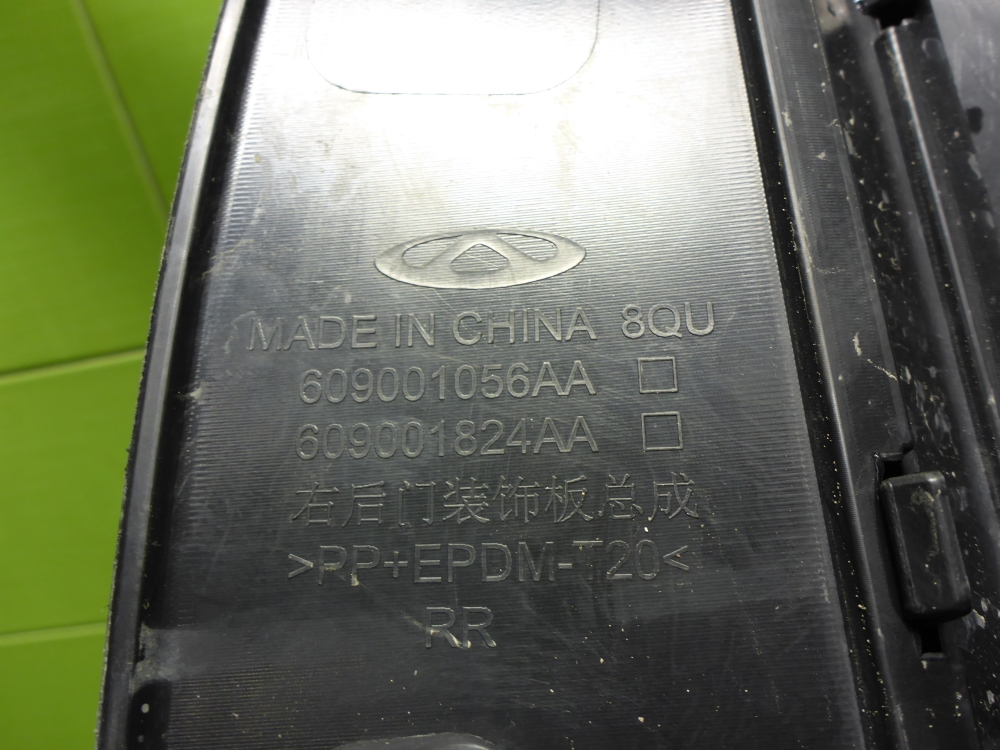 MADE IN CHINA 8QU
609001056AA □
609001824AA □
右后门装饰板总成
>PP+EPDM-T20<
RR